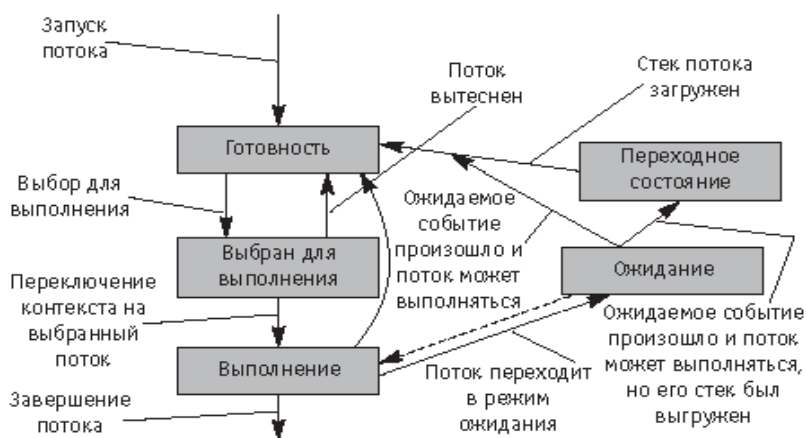 Запуск
потока
Поток
вытеснен
Стек потока
загружен
Готовность
Переходное
состояние
Выбор для
выполнения
Ожидаемое
событие
произошло и
поток может
выполняться
Выбран для
выполнения
Ожидание
Переключение
контекста на
выбранный
поток
Ожидаемое событие
произошло и поток
может выполняться,
но его стек был
выгружен
Выполнение
Поток переходит
в режим
ожидания
Завершение
потока